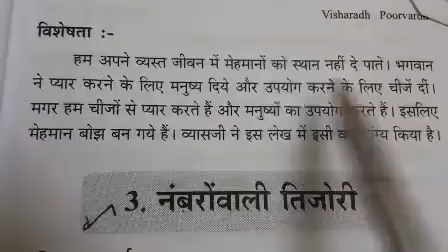 Visharadh Poorvardh
विशेषता :-
हम अपने व्यस्त जीवन में मेहमानों को स्थान नहीं दे पाते। भगवान
ने प्यार करने के लिए मनुष्य दिये और उपयोग करने के लिए चीजें दीं।
मगर हम चीजों से प्यार करते हैं और मनुष्यों का उपयोग करते हैं। इसलिए
मेहमान बोझ बन गये हैं। व्यासजी ने इस लेख में इसी किया है।
3. नंबरोंवाली तिजोरी